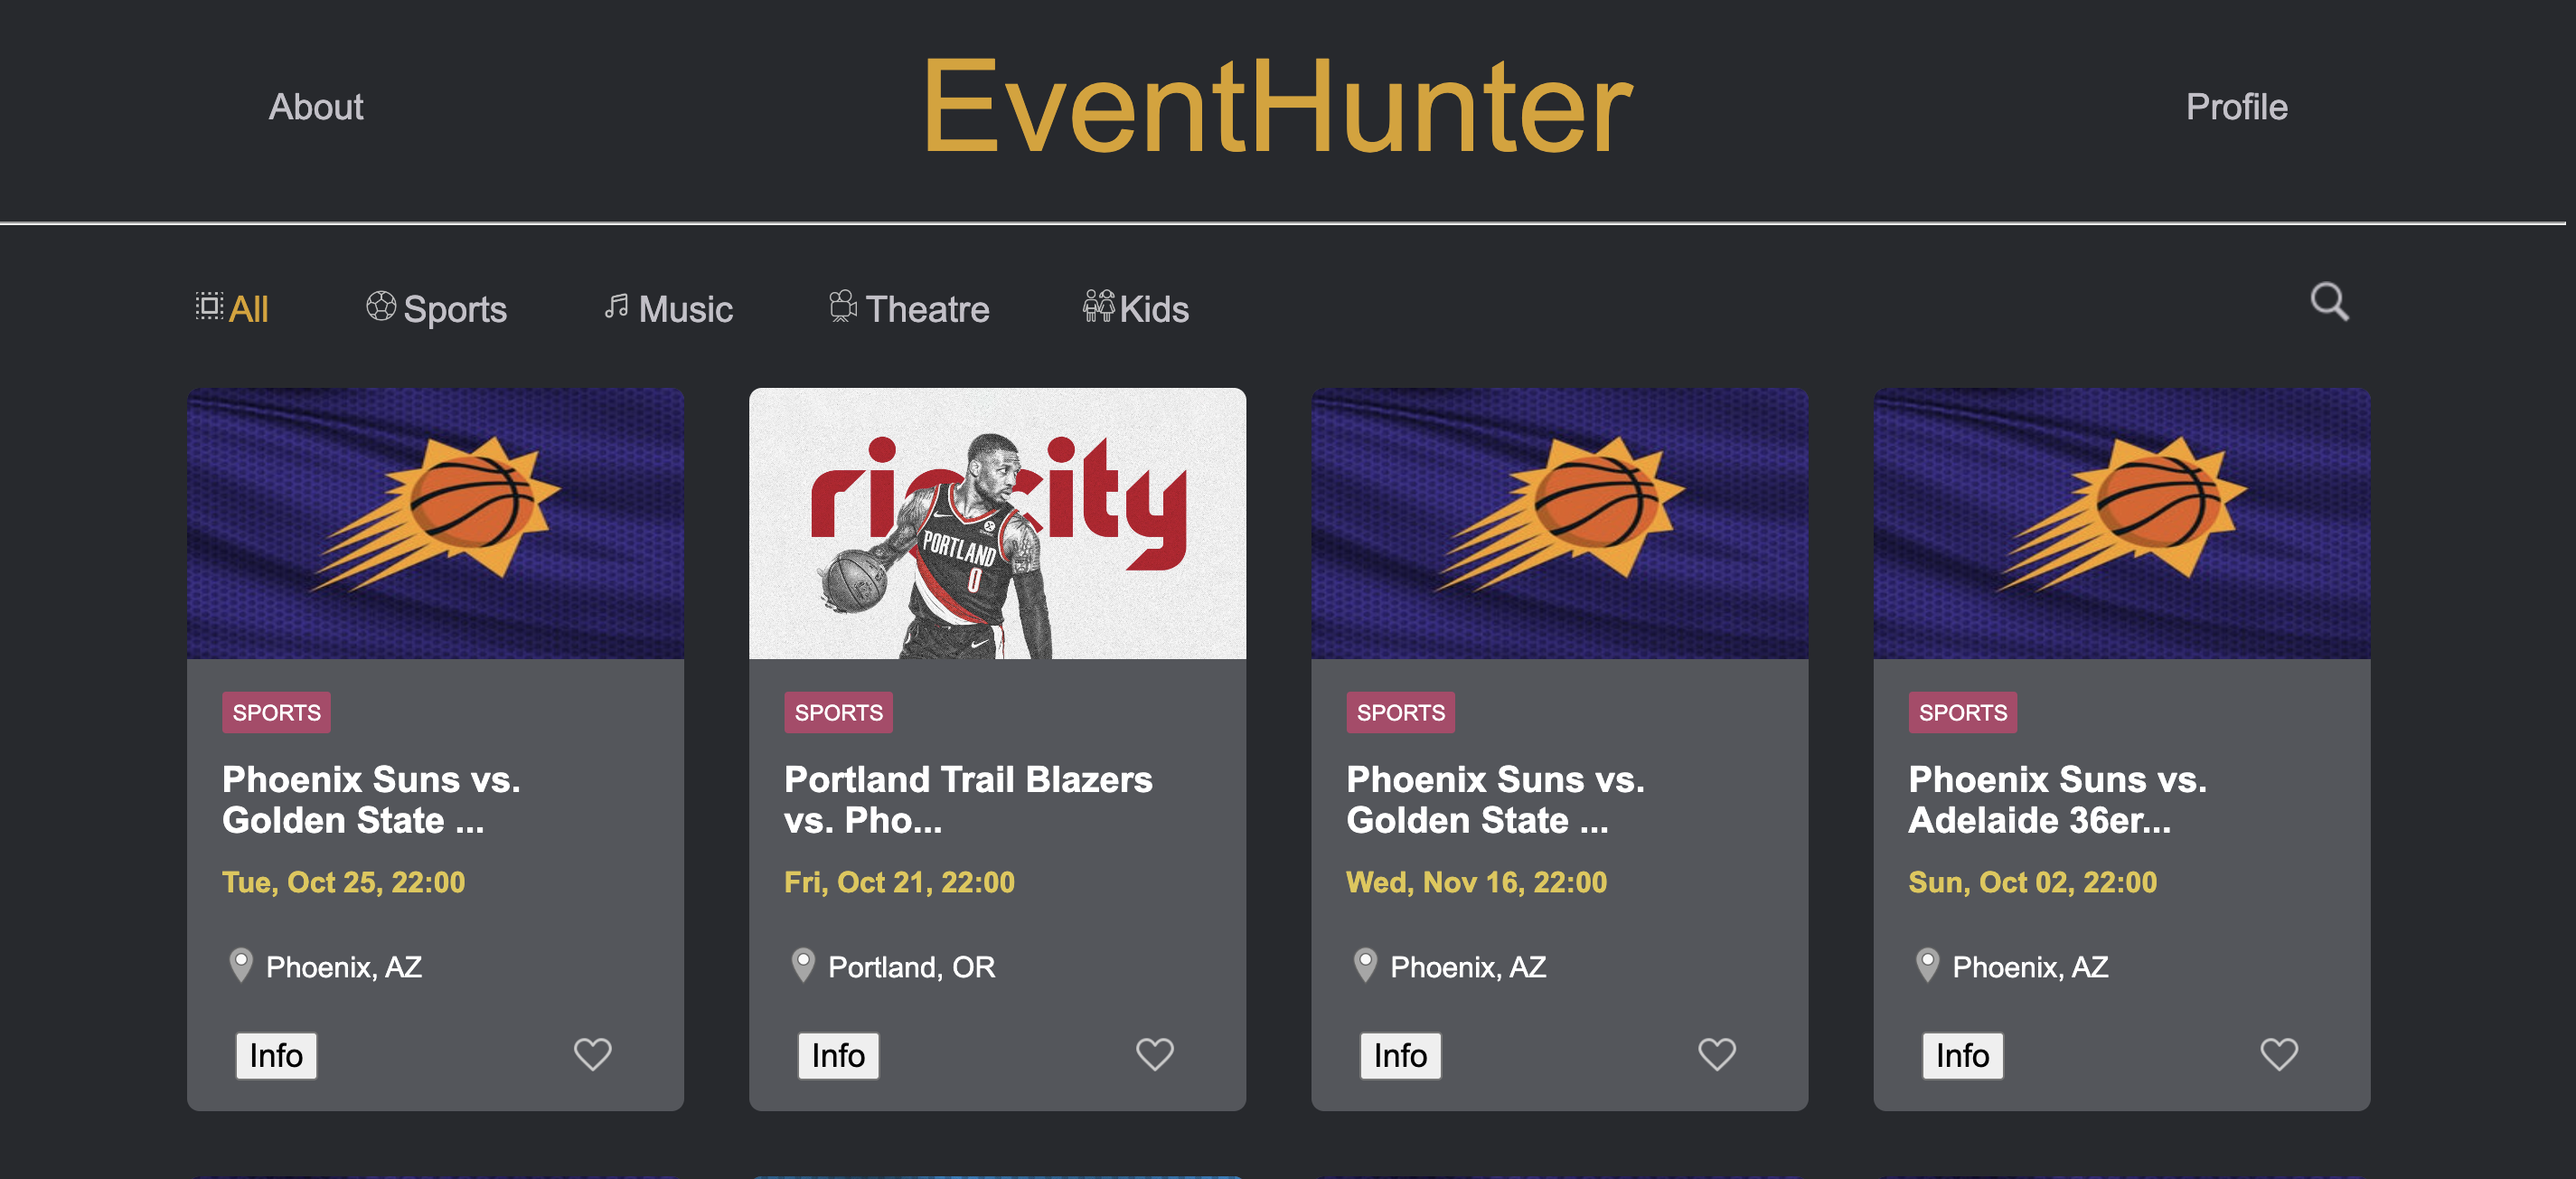 About
EventHunter
Profile
All
Sports
Music
Theatre
Kids
city
PORTLAND
0
SPORTS
Phoenix Suns vs.
Golden State ...
Tue, Oct 25, 22:00
Phoenix, AZ
Info
SPORTS
Portland Trail Blazers
vs. Pho...
Fri, Oct 21, 22:00
Portland, OR
Info
SPORTS
Phoenix Suns vs.
Golden State ...
Wed, Nov 16, 22:00
Phoenix, AZ
Info
SPORTS
Phoenix Suns vs.
Adelaide 36er...
Sun, Oct 02, 22:00
Phoenix, AZ
Info